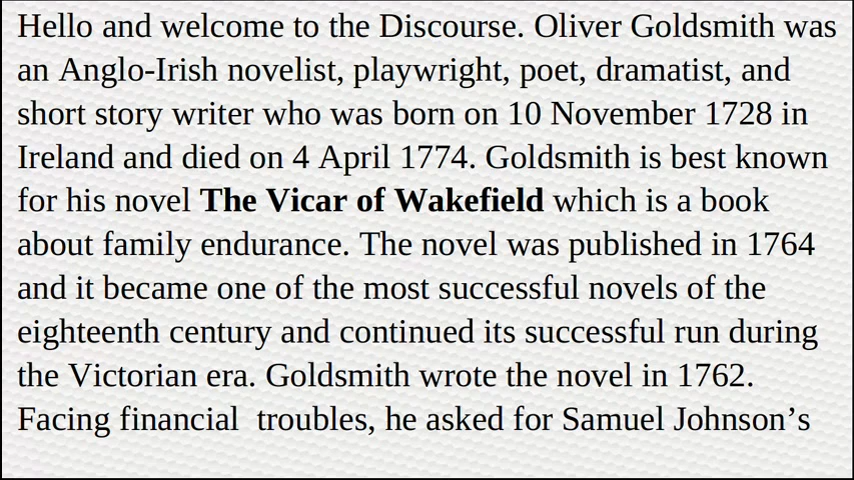 Hello and welcome to the Discourse. Oliver Goldsmith was
an Anglo-Irish novelist, playwright, poet, dramatist, and
short story writer who was born on 10 November 1728 in
Ireland and died on 4 April 1774. Goldsmith is best known
for his novel The Vicar of Wakefield which is a book
about family endurance. The novel was published in 1764
and it became one of the most successful novels of the
eighteenth century and continued its successful run during
the Victorian era. Goldsmith wrote the novel in 1762.
Facing financial  troubles, he asked for Samuel Johnson’s